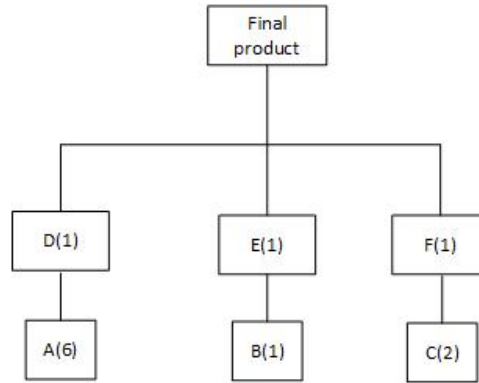 Final
product
D(1)
E(1)
F(1)
A(6)
B(1)
C(2)